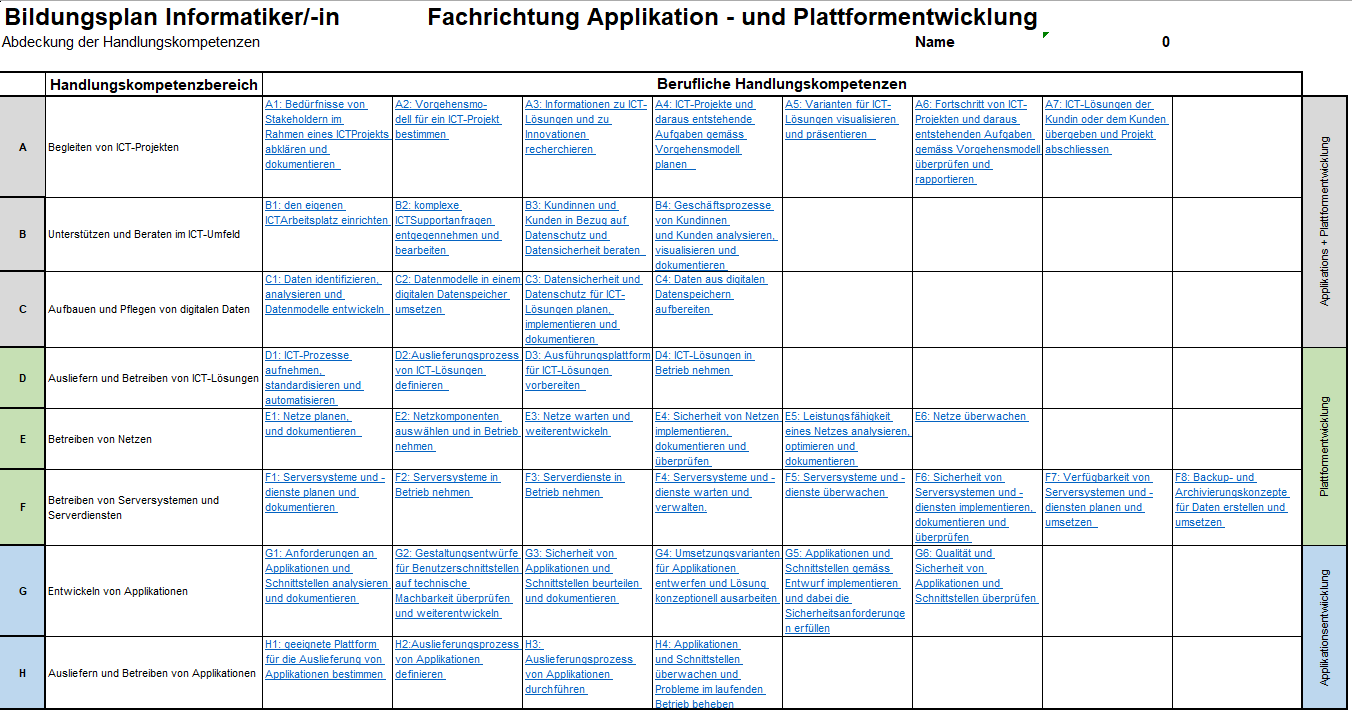 Bildungsplan Informatiker/-in Fachrichtung Applikation - und Plattformentwicklung
Abdeckung der Handlungskompetenzen Name 0
Handlungskompetenzbereich Berufliche Handlungskompetenzen
A
Begleiten von ICT-Projekten
A1: Bedürfnisse von
Stakeholdern im
Rahmen eines ICTProjekts
abklären und
dokumentieren
A2: Vorgehensmo-
dell für ein ICT-Projekt
bestimmen
A3: Informationen zu ICT-
Lösungen und zu
Innovationen
recherchieren
A4: ICT-Projekte und
daraus entstehende
Aufgaben gemäss
Vorgehensmodell
planen
A5: Varianten für ICT-
Lösungen visualisieren
und präsentieren
A6: Fortschritt von ICT-
Projekten und daraus
entstehenden Aufgaben
gemäss Vorgehensmodell
überprüfen und
rapportieren
A7: ICT-Lösungen der
Kundin oder dem Kunden
übergeben und Projekt
abschliessen
Applikations + Plattformentwicklung
B
Unterstützen und Beraten im ICT-Umfeld
B1: den eigenen
ICTArbeitsplatz einrichten
B2: komplexe
ICTSupportanfragen
entgegennehmen und
bearbeiten
B3: Kundinnen und
Kunden in Bezug auf
Datenschutz und
Datensicherheit beraten
B4: Geschäftsprozesse
von Kundinnen
und Kunden analysieren,
visualisieren und
dokumentieren
C
Aufbauen und Pflegen von digitalen Daten
C1: Daten identifizieren,
analysieren und
Datenmodelle entwickeln
C2: Datenmodelle in einem
digitalen Datenspeicher
umsetzen
C3: Datensicherheit und
Datenschutz für ICT-
Lösungen planen,
implementieren und
dokumentieren
C4: Daten aus digitalen
Datenspeichern
aufbereiten
D
Ausliefern und Betreiben von ICT-Lösungen
D1: ICT-Prozesse
aufnehmen,
standardisieren und
automatisieren
D2:Auslieferungsprozess
von ICT-Lösungen
definieren
D3: Ausführungsplattform
für ICT-Lösungen
vorbereiten
D4: ICT-Lösungen in
Betrieb nehmen
Plattformentwicklung
E
Betreiben von Netzen
E1: Netze planen,
und dokumentieren
E2: Netzkomponenten
auswählen und in Betrieb
nehmen
E3: Netze warten und
weiterentwickeln
E4: Sicherheit von Netzen
implementieren,
dokumentieren und
überprüfen
E5: Leistungsfähigkeit
eines Netzes analysieren,
optimieren und
dokumentieren
E6: Netze überwachen
F
Betreiben von Serversystemen und
Serverdiensten
F1: Serversysteme und -
dienste planen und
dokumentieren
F2: Serversysteme in
Betrieb nehmen
F3: Serverdienste in
Betrieb nehmen
F4: Serversysteme und -
dienste warten und
verwalten.
F5: Serversysteme und -
dienste überwachen
F6: Sicherheit von
Serversystemen und -
diensten implementieren,
dokumentieren und
überprüfen
F7: Verfügbarkeit von
Serversystemen und -
diensten planen und
umsetzen
F8: Backup- und
Archivierungskonzepte
für Daten erstellen und
umsetzen
G
Entwickeln von Applikationen
G1: Anforderungen an
Applikationen und
Schnittstellen analysieren
und dokumentieren
G2: Gestaltungsentwürfe
für Benutzerschnittstellen
auf technische
Machbarkeit überprüfen
und weiterentwickeln
G3: Sicherheit von
Applikationen und
Schnittstellen beurteilen
und dokumentieren
G4: Umsetzungsvarianten
für Applikationen
entwerfen und Lösung
konzeptionell ausarbeiten
G5: Applikationen und
Schnittstellen gemäss
Entwurf implementieren
und dabei die
Sicherheitsanforderunge
n erfüllen
G6: Qualität und
Sicherheit von
Applikationen und
Schnittstellen überprüfen
Applikationsentwiicklung
H
Ausliefern und Betreiben von Applikationen
H1: geeignete Plattform
für die Auslieferung von
Applikationen bestimmen
H2:Auslieferungsprozess
von Applikationen
definieren
H3:
Auslieferungsprozess
von Applikationen
durchführen
H4: Applikationen
und Schnittstellen
überwachen und
Probleme im laufenden
Betrieb beheben